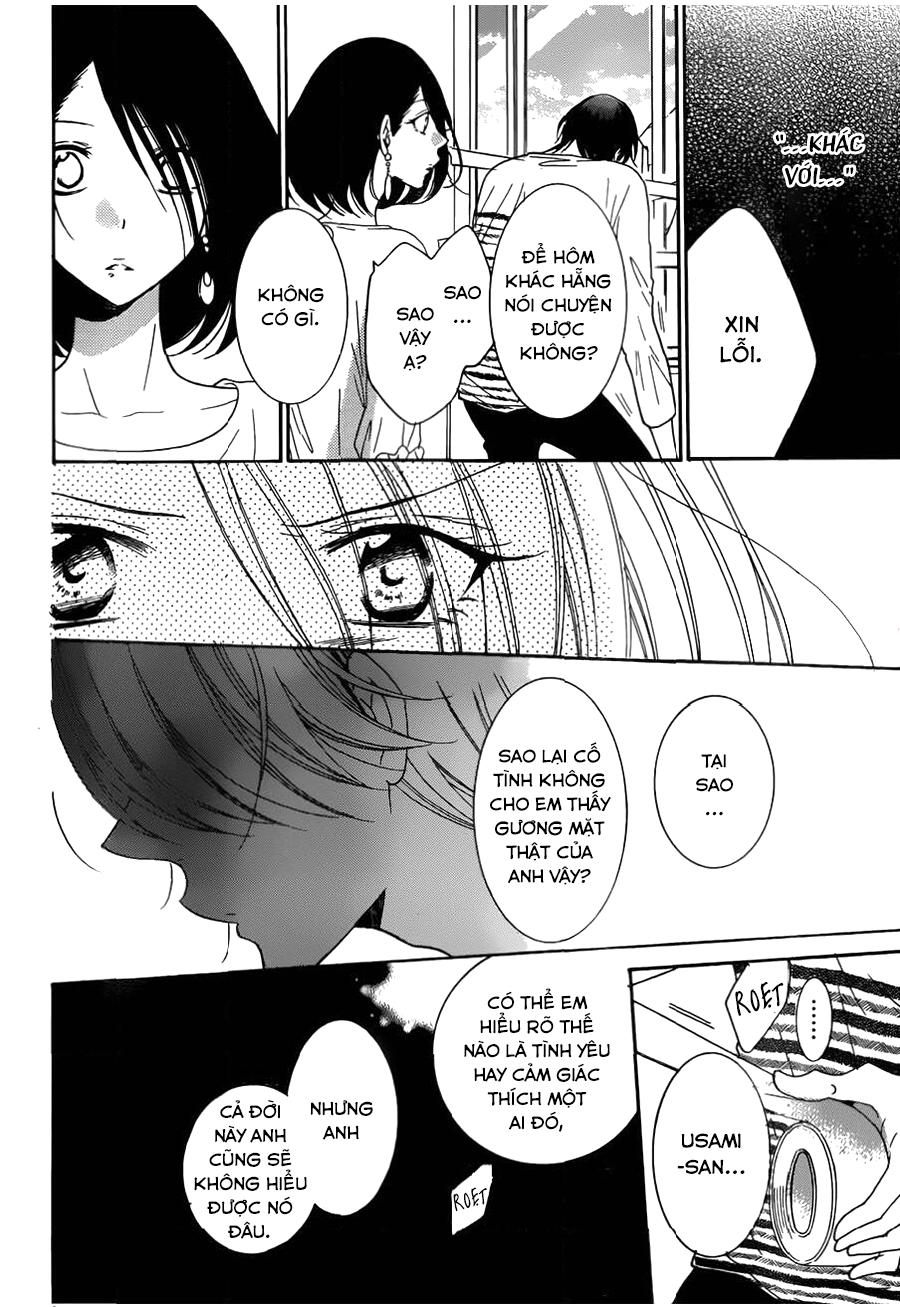 "...KHÁC
VỚI..."
XIN
LỖI.
ĐỂ HÔM
KHÁC HẴNG
NÓI CHUYỆN
ĐƯỢC
KHÔNG?
SAO
...
SAO
VẬY
Ạ?
KHÔNG
CÓ GÌ.
TẠI
SAO
...
SAO LẠI CỐ
TÌNH KHÔNG
CHO EM THẤY
GƯƠNG MẶT
THẬT CỦA
ANH VẬY?
ROẸT
......
USAMI
-SAN...
CÓ THỂ EM
HIỂU RÕ THẾ
NÀO LÀ TÌNH YÊU
HAY CẢM GIÁC
THÍCH MỘT
AI ĐÓ,
NHƯNG
ANH
CẢ ĐỜI
NÀY ANH
CŨNG SẼ
KHÔNG HIỂU
ĐƯỢC NÓ
ĐÂU.
ROẸT